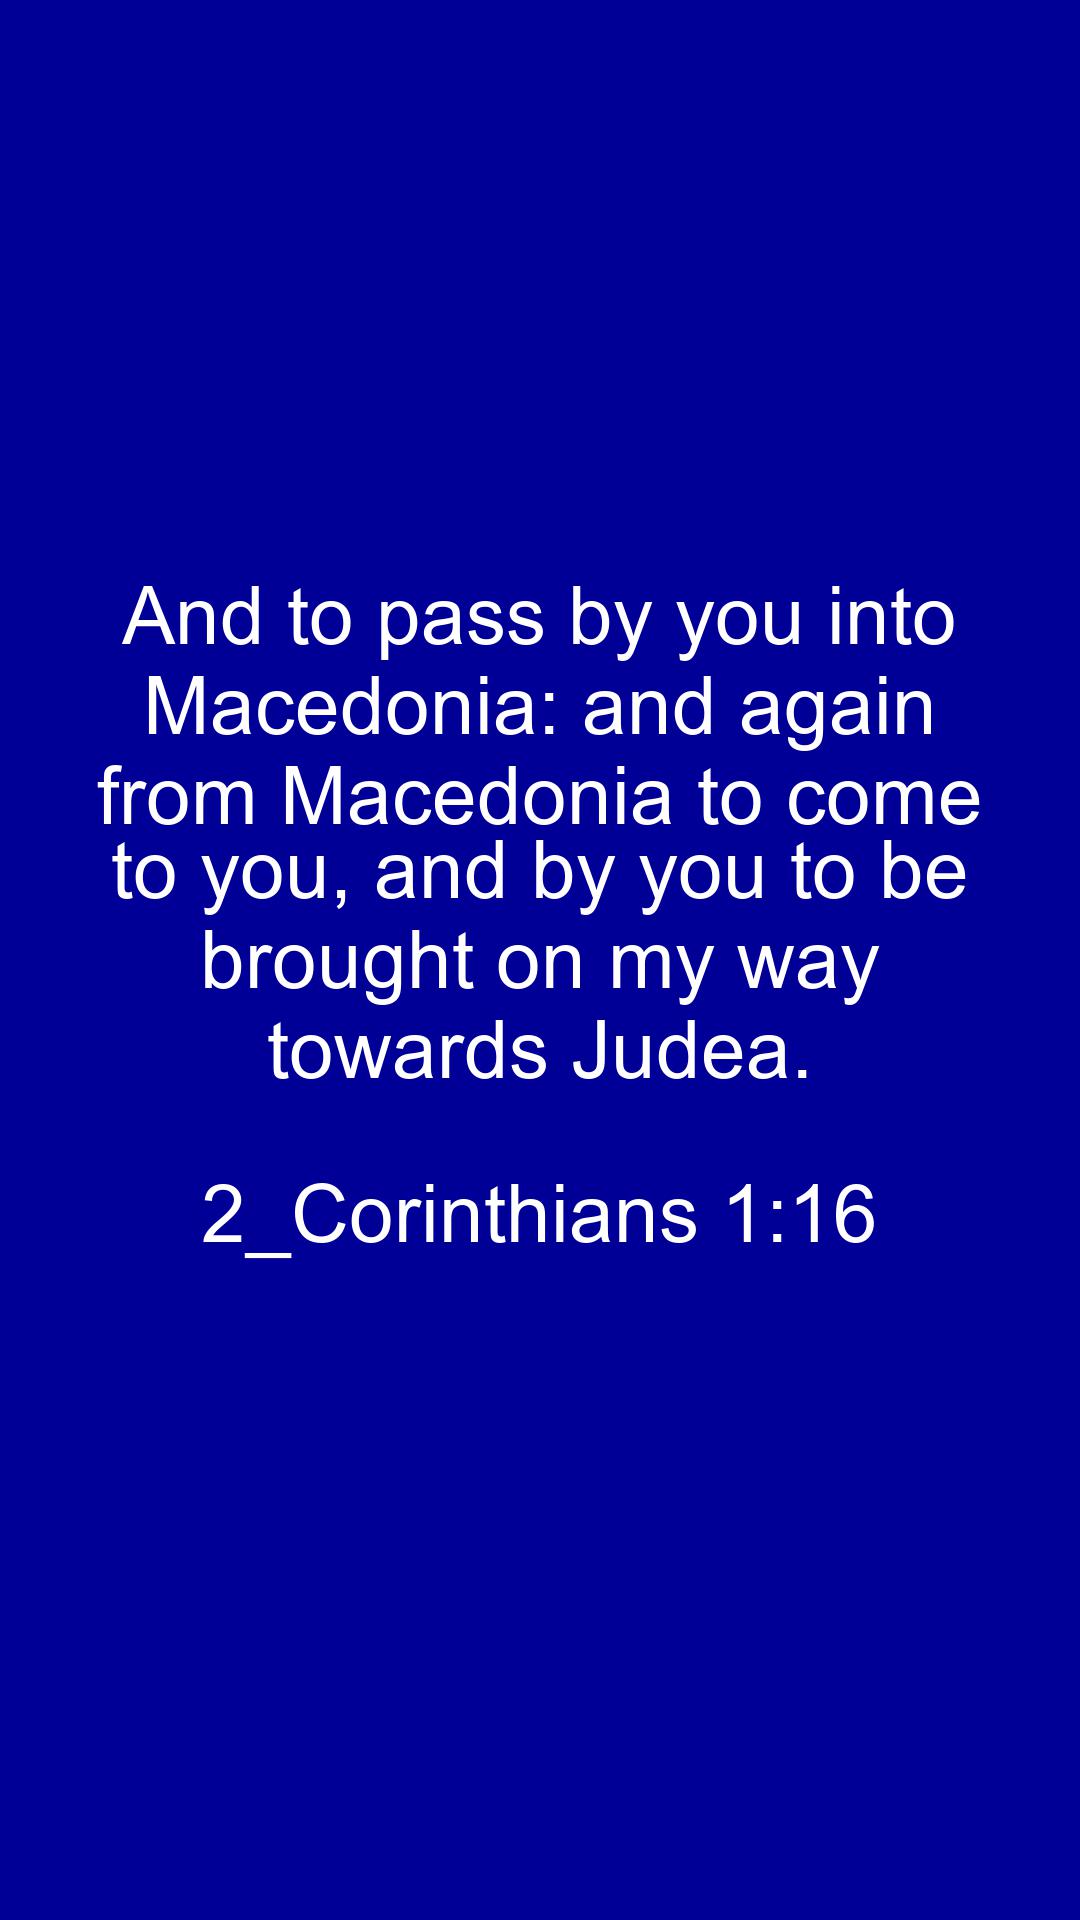 And to pass by you into
Macedonia: and again
from Macedonia to come
to you, and by you to be
brought on my way
towards Judea.
2_Corinthians 1:16